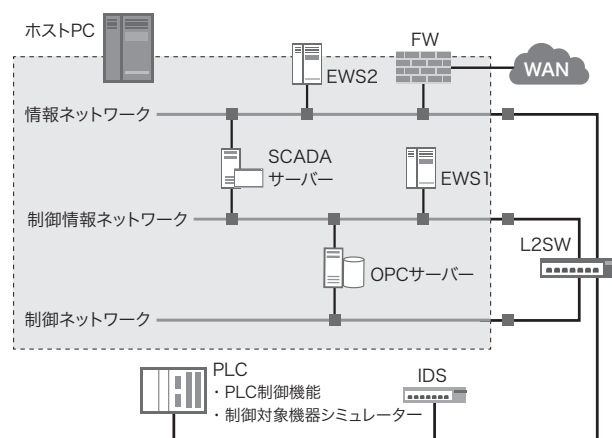 ホストPC
FW
EWS2
WAN
情報ネットワーク
SCADA
サーバー
EWS1
制御情報ネットワーク
L2SW
OPCサーバー
制御ネットワーク
PLC
・PLC制御機能
・制御対象機器シミュレーター
IDS